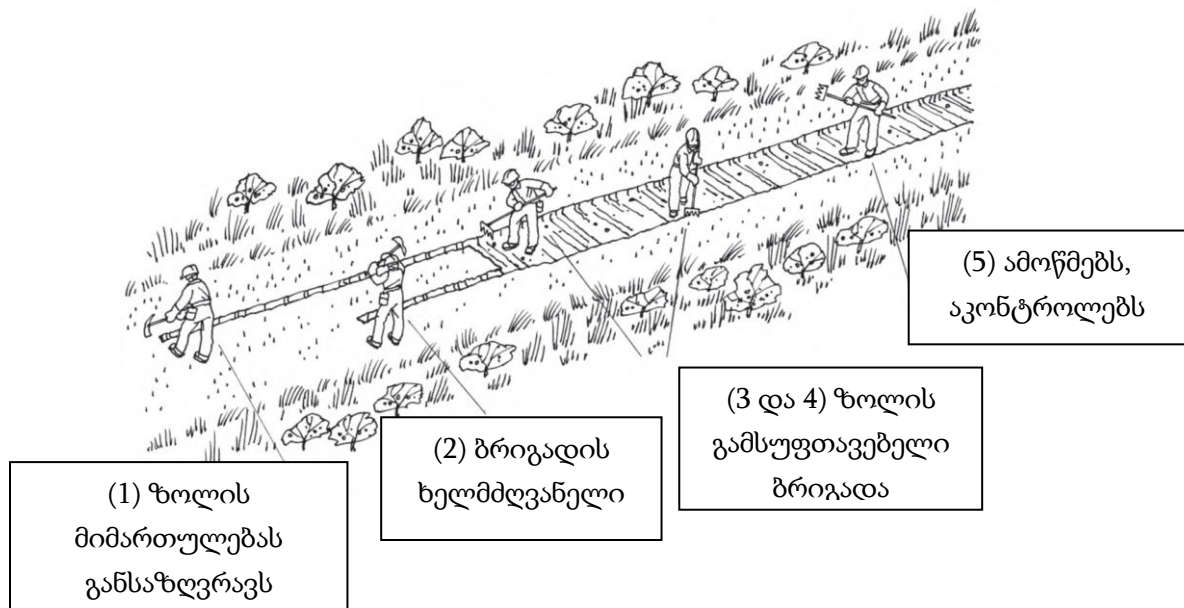 (5) ამოწმებს,
აკონტროლებს
(3 და 4) ზოლის
გამსუფთავებელი
ბრიგადა
(2) ბრიგადის
ხელმძღვანელი
(1) ზოლის
მიმართულებას
განსაზღვრავს